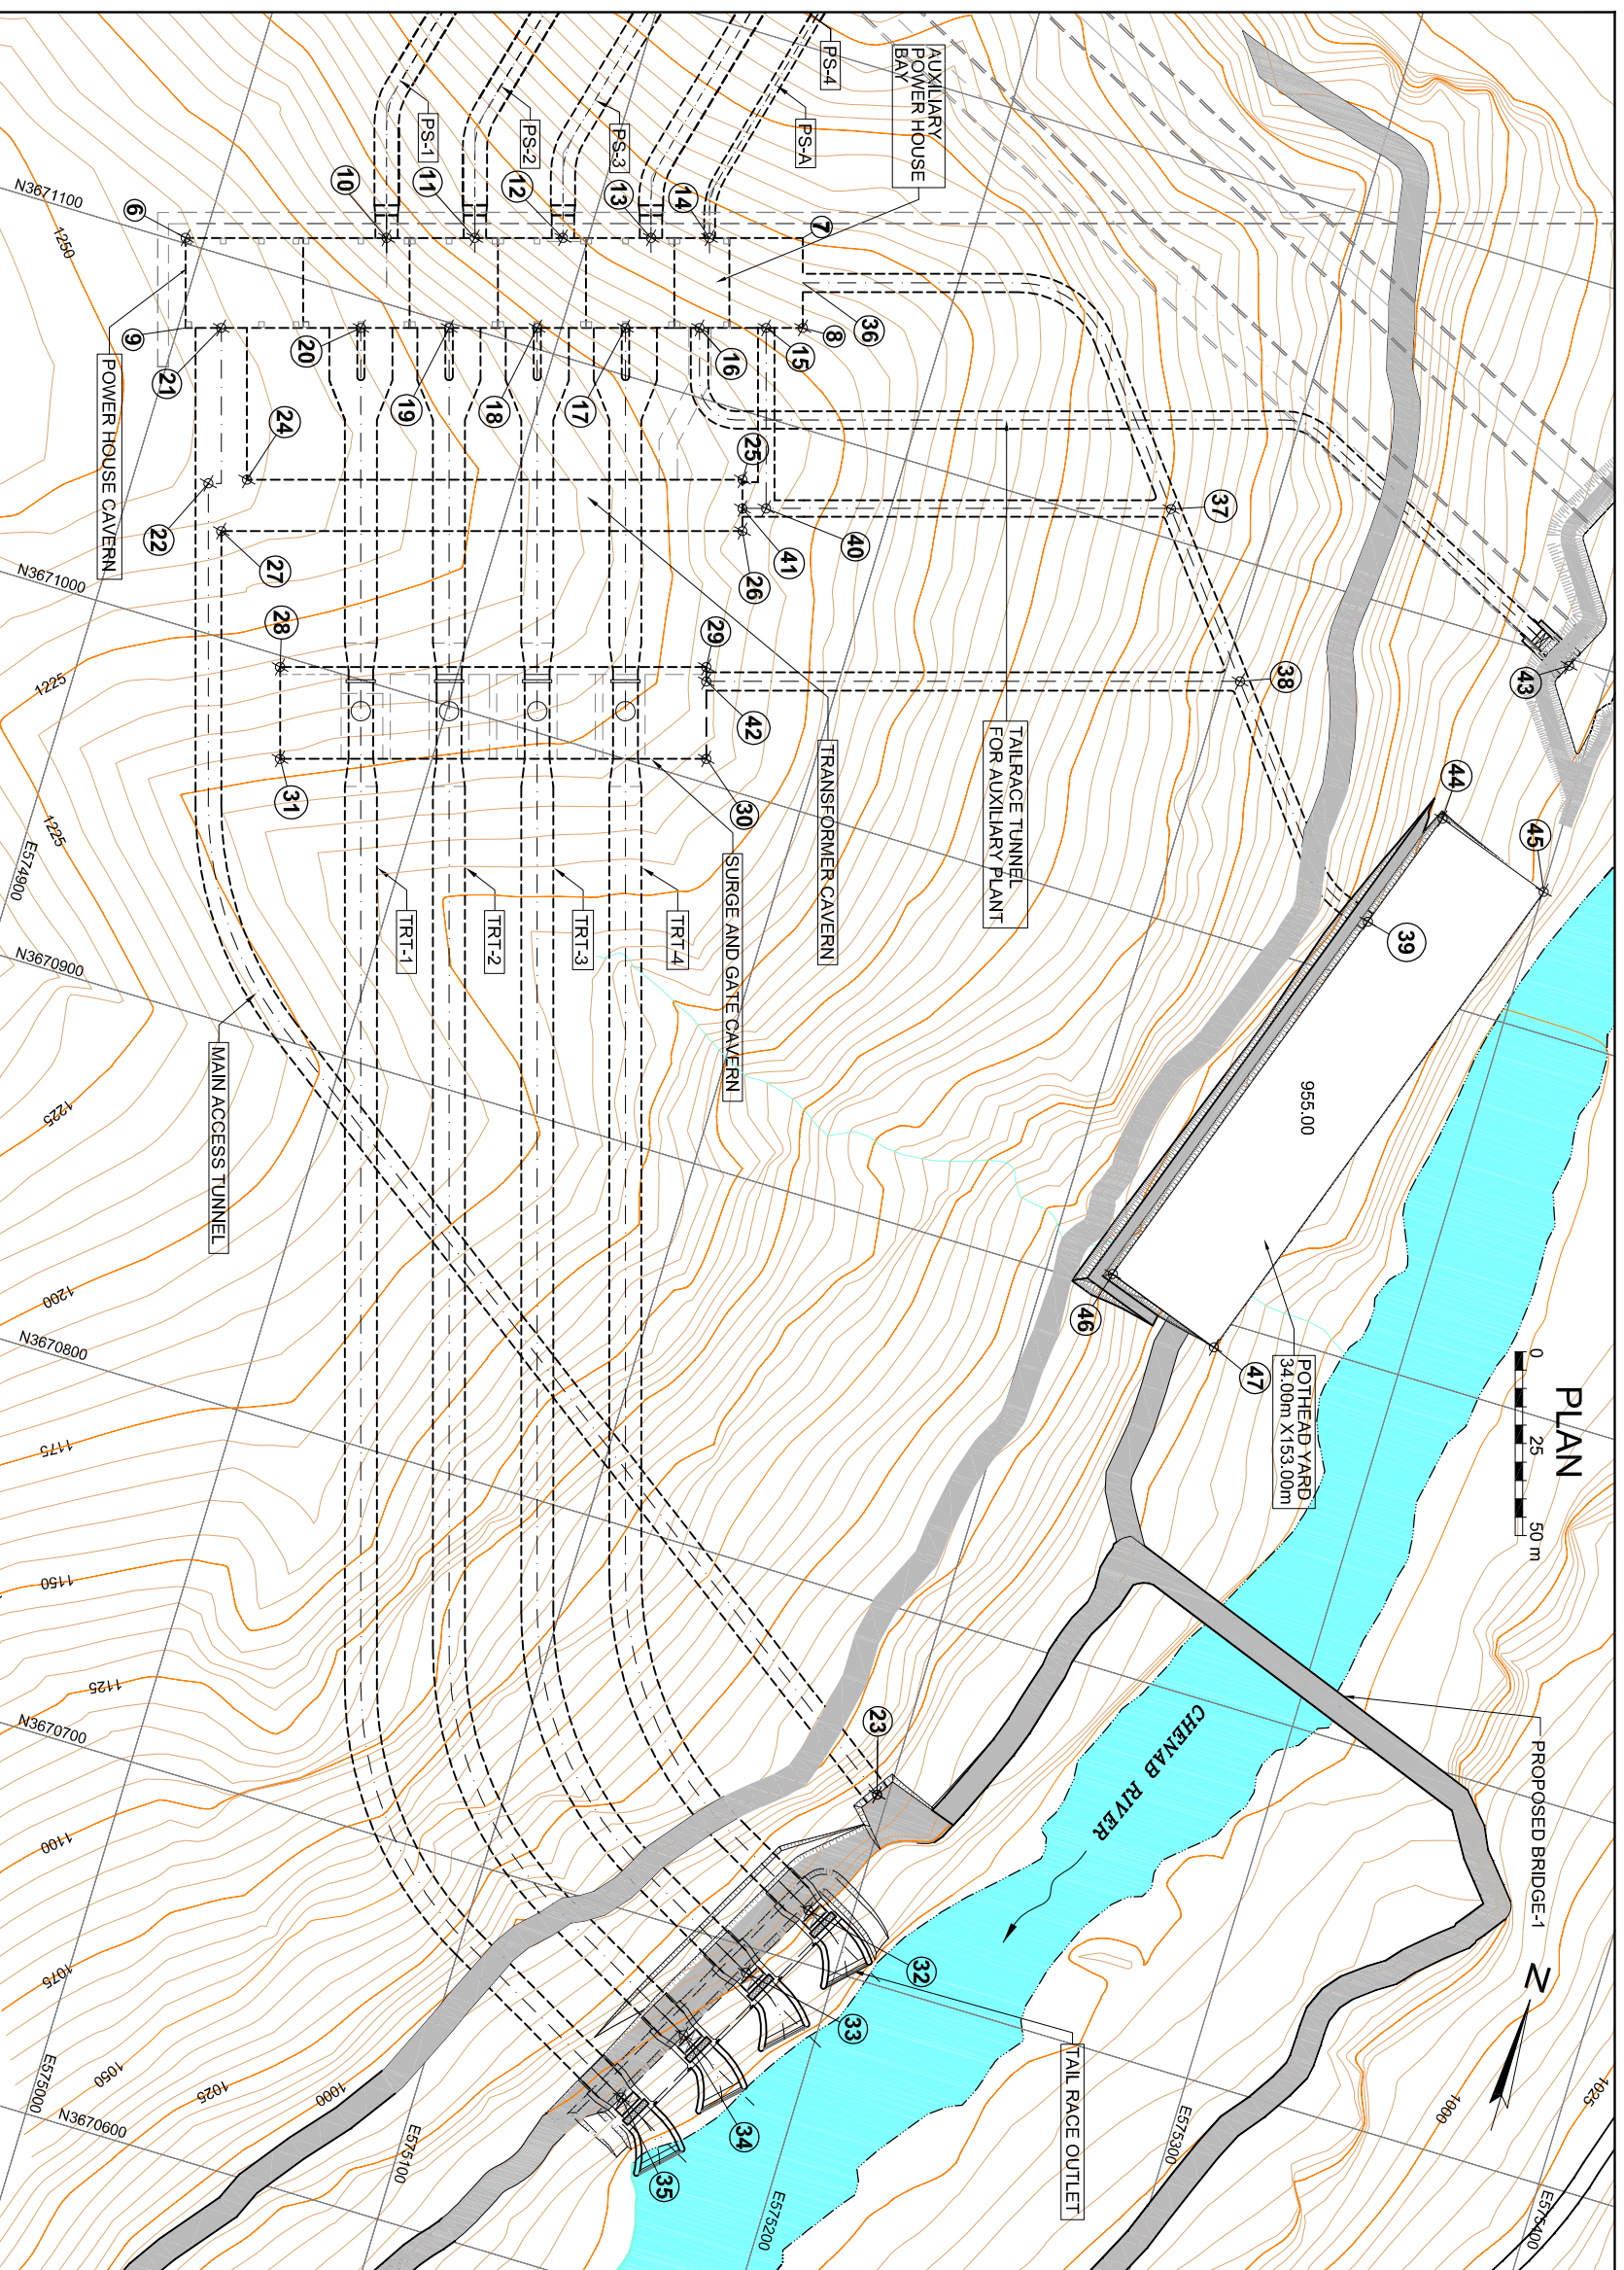 PLAN
0 25 50 m
N
PS-4
PS-A
AUXILIARY
POWER HOUSE
BAY
PS-1
PS-2
PS-3
10
11
12
13
14
6
7
8
9
15
16
17
18
19
20
21
22
24
25
26
27
28
29
30
31
36
37
38
39
40
41
42
43
44
45
46
47
23
32
33
34
35
POWER HOUSE CAVERN
TRANSFORMER CAVERN
TAILRACE TUNNEL
FOR AUXILIARY PLANT
SURGE AND GATE CAVERN
TRT-1
TRT-2
TRT-3
TRT-4
MAIN ACCESS TUNNEL
955.00
POTHEAD YARD
34.00m X153.00m
PROPOSED BRIDGE-1
CHENAB RIVER
TAIL RACE OUTLET
N3671100
N3671000
N3670900
N3670800
N3670700
N3670600
E574900
E575000
E575100
E575200
E575300
E575400
1250
1225
1225
1225
1200
1175
1150
1125
1100
1075
1050
1025
1000
1000
1025